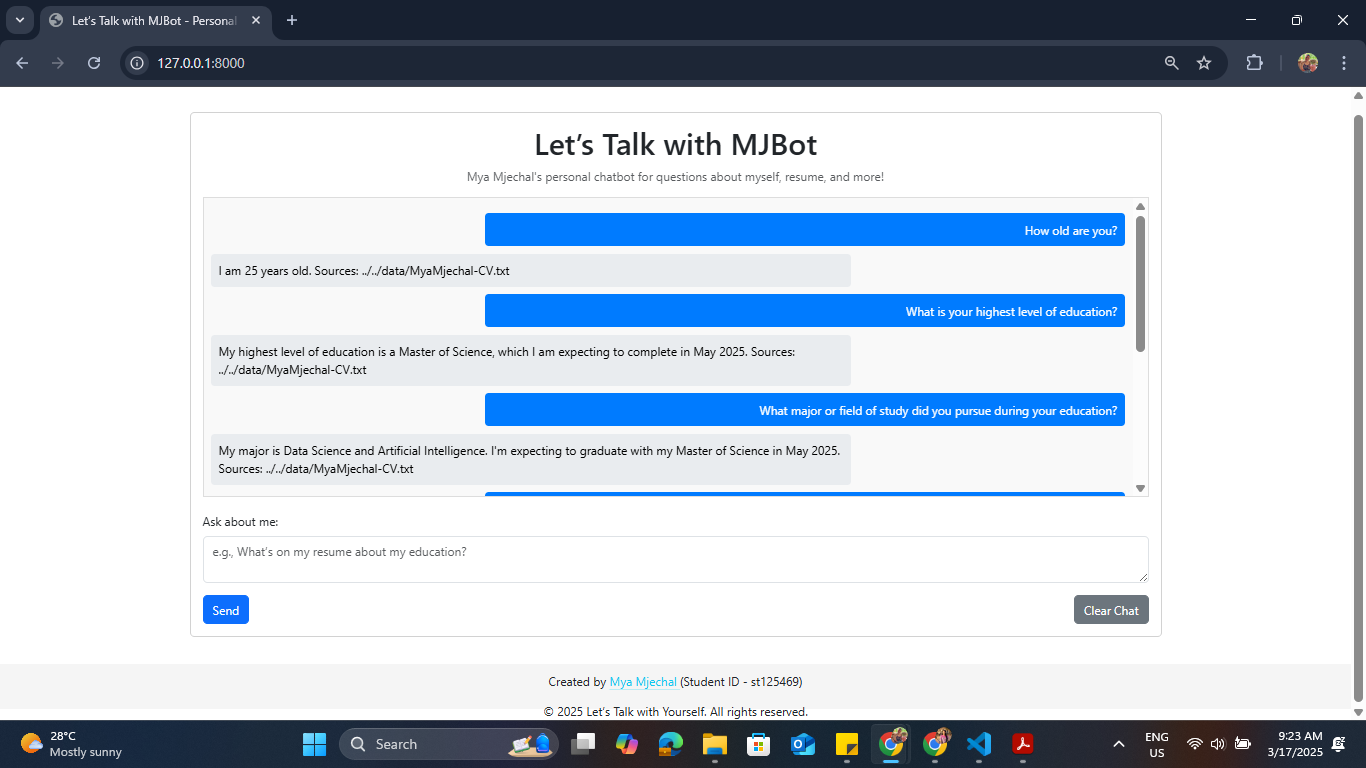 Let's Talk with MJBot - Personal
127.0.0.1:8000
Let’s Talk with MJBot
Mya Mjechal's personal chatbot for questions about myself, resume, and more!
How old are you?
I am 25 years old. Sources: ../../data/MyaMjechal-CV.txt
What is your highest level of education?
My highest level of education is a Master of Science, which I am expecting to complete in May 2025. Sources:
../../data/MyaMjechal-CV.txt
What major or field of study did you pursue during your education?
My major is Data Science and Artificial Intelligence. I'm expecting to graduate with my Master of Science in May 2025.
Sources: ../../data/MyaMjechal-CV.txt
Ask about me:
e.g., What's on my resume about my education?
Send
Clear Chat
Created by Mya Mjechal (Student ID - st125469)
© 2025 Let’s Talk with Yourself. All rights reserved.
28°C
Mostly sunny
Search
ENG
US
9:23 AM
3/17/2025